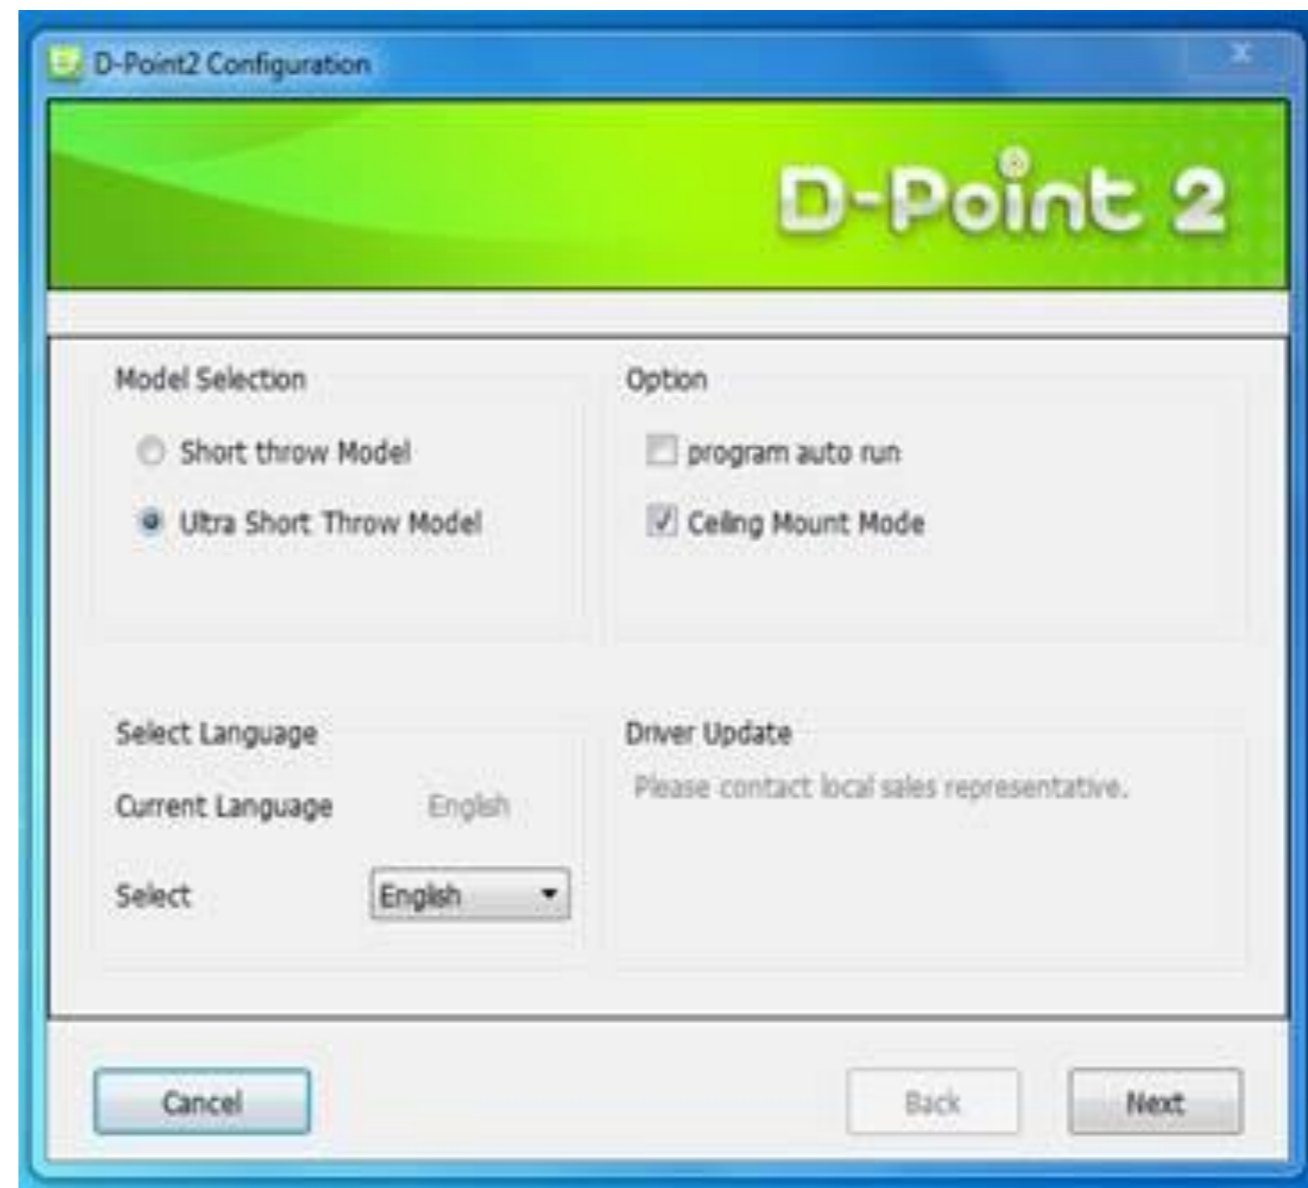 D-Point2 Configuration
D-Point 2
Model Selection
Short throw Model
Ultra Short Throw Model
Option
program auto run
Ceiling Mount Mode
Select Language
Current Language English
Select English
Driver Update
Please contact local sales representative.
Cancel Back Next